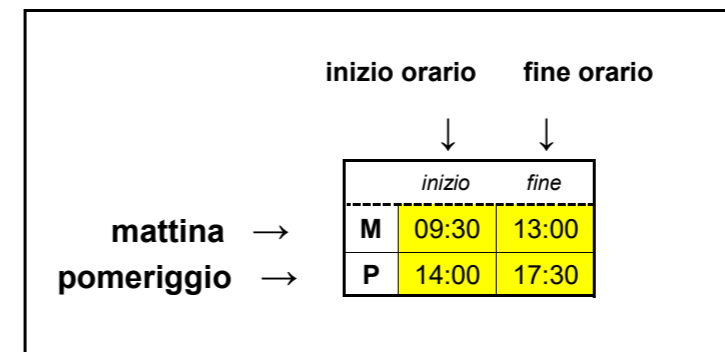 inizio orario fine orario
↓ ↓
inizio fine
mattina → M 09:30 13:00
pomeriggio → P 14:00 17:30